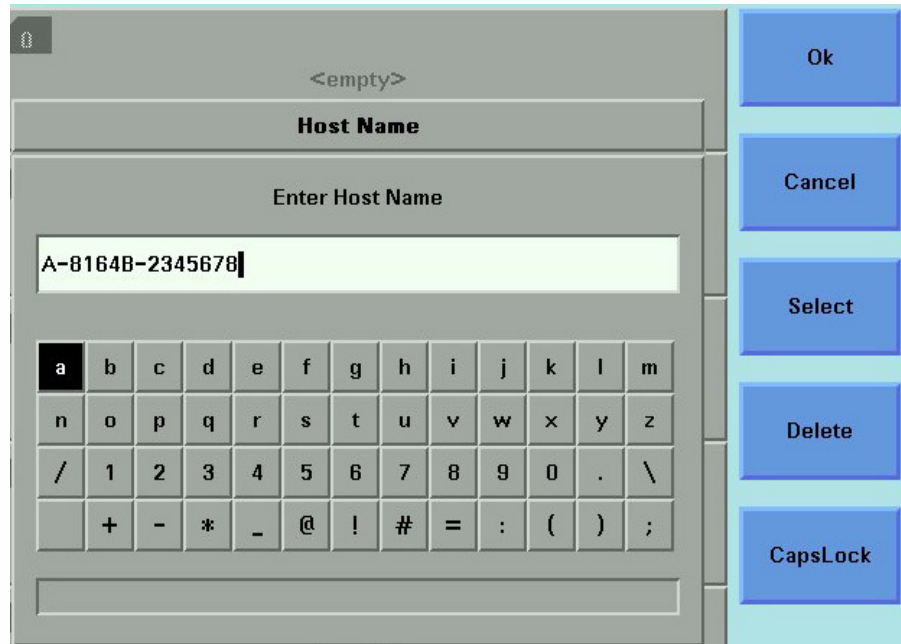 0
<empty>
Host Name
Enter Host Name
A-8164B-2345678
a b c d e f g h i j k l m
n o p q r s t u v w x y z
/ 1 2 3 4 5 6 7 8 9 0 . \
+ - * _ @ ! # = : ( ) ;
Ok
Cancel
Select
Delete
CapsLock